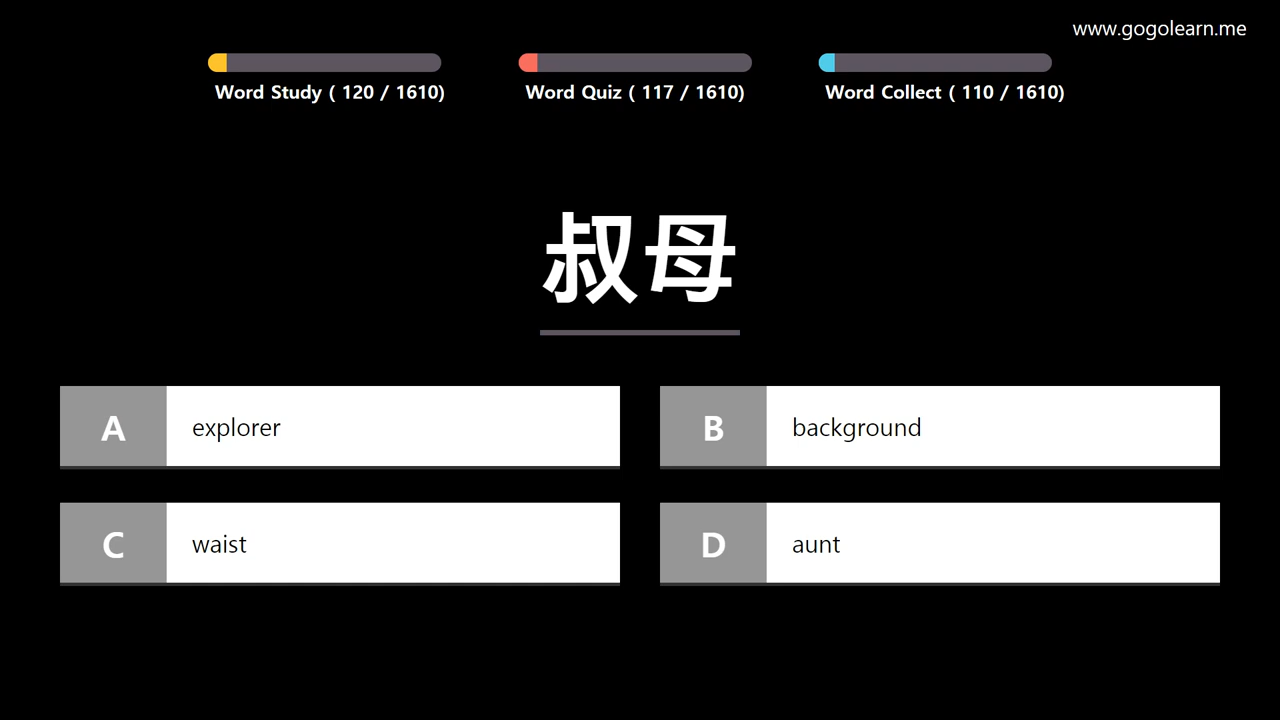 www.gogolearn.me
Word Study ( 120 / 1610)
Word Quiz ( 117 / 1610)
Word Collect ( 110 / 1610)
叔母
A explorer
B background
C waist
D aunt